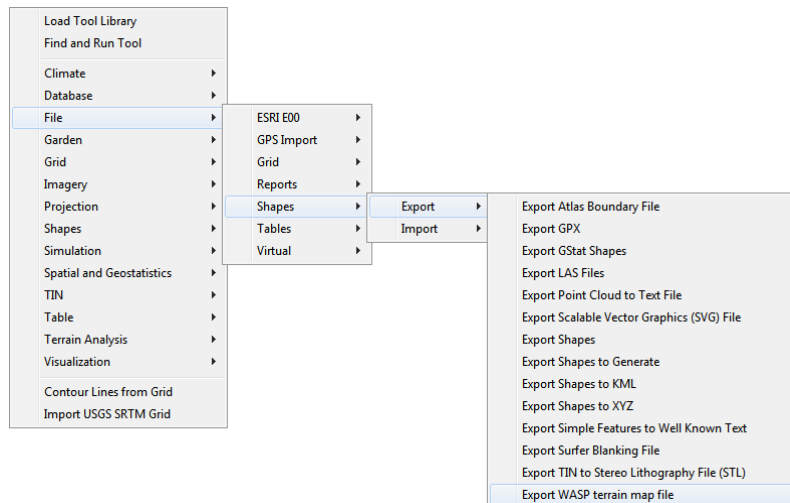 Load Tool Library
Find and Run Tool
Climate
Database
File
Garden
Grid
Imagery
Projection
Shapes
Simulation
Spatial and Geostatistics
TIN
Table
Terrain Analysis
Visualization
Contour Lines from Grid
Import USGS SRTM Grid
ESRI E00
GPS Import
Grid
Reports
Shapes
Tables
Virtual
Export
Import
Export Atlas Boundary File
Export GPX
Export GStat Shapes
Export LAS Files
Export Point Cloud to Text File
Export Scalable Vector Graphics (SVG) File
Export Shapes
Export Shapes to Generate
Export Shapes to KML
Export Shapes to XYZ
Export Simple Features to Well Known Text
Export Surfer Blanking File
Export TIN to Stereo Lithography File (STL)
Export WASP terrain map file